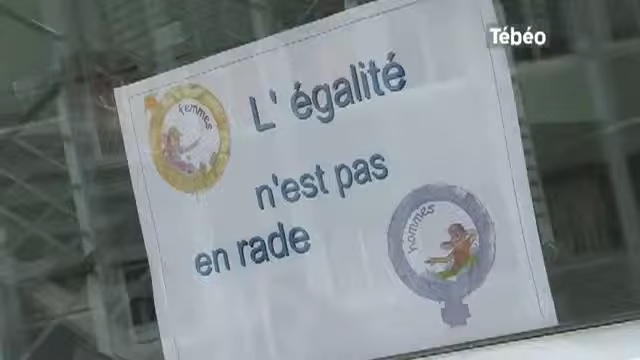 Tébéo
femmes
L' égalité
n'est pas
hommes
en rade